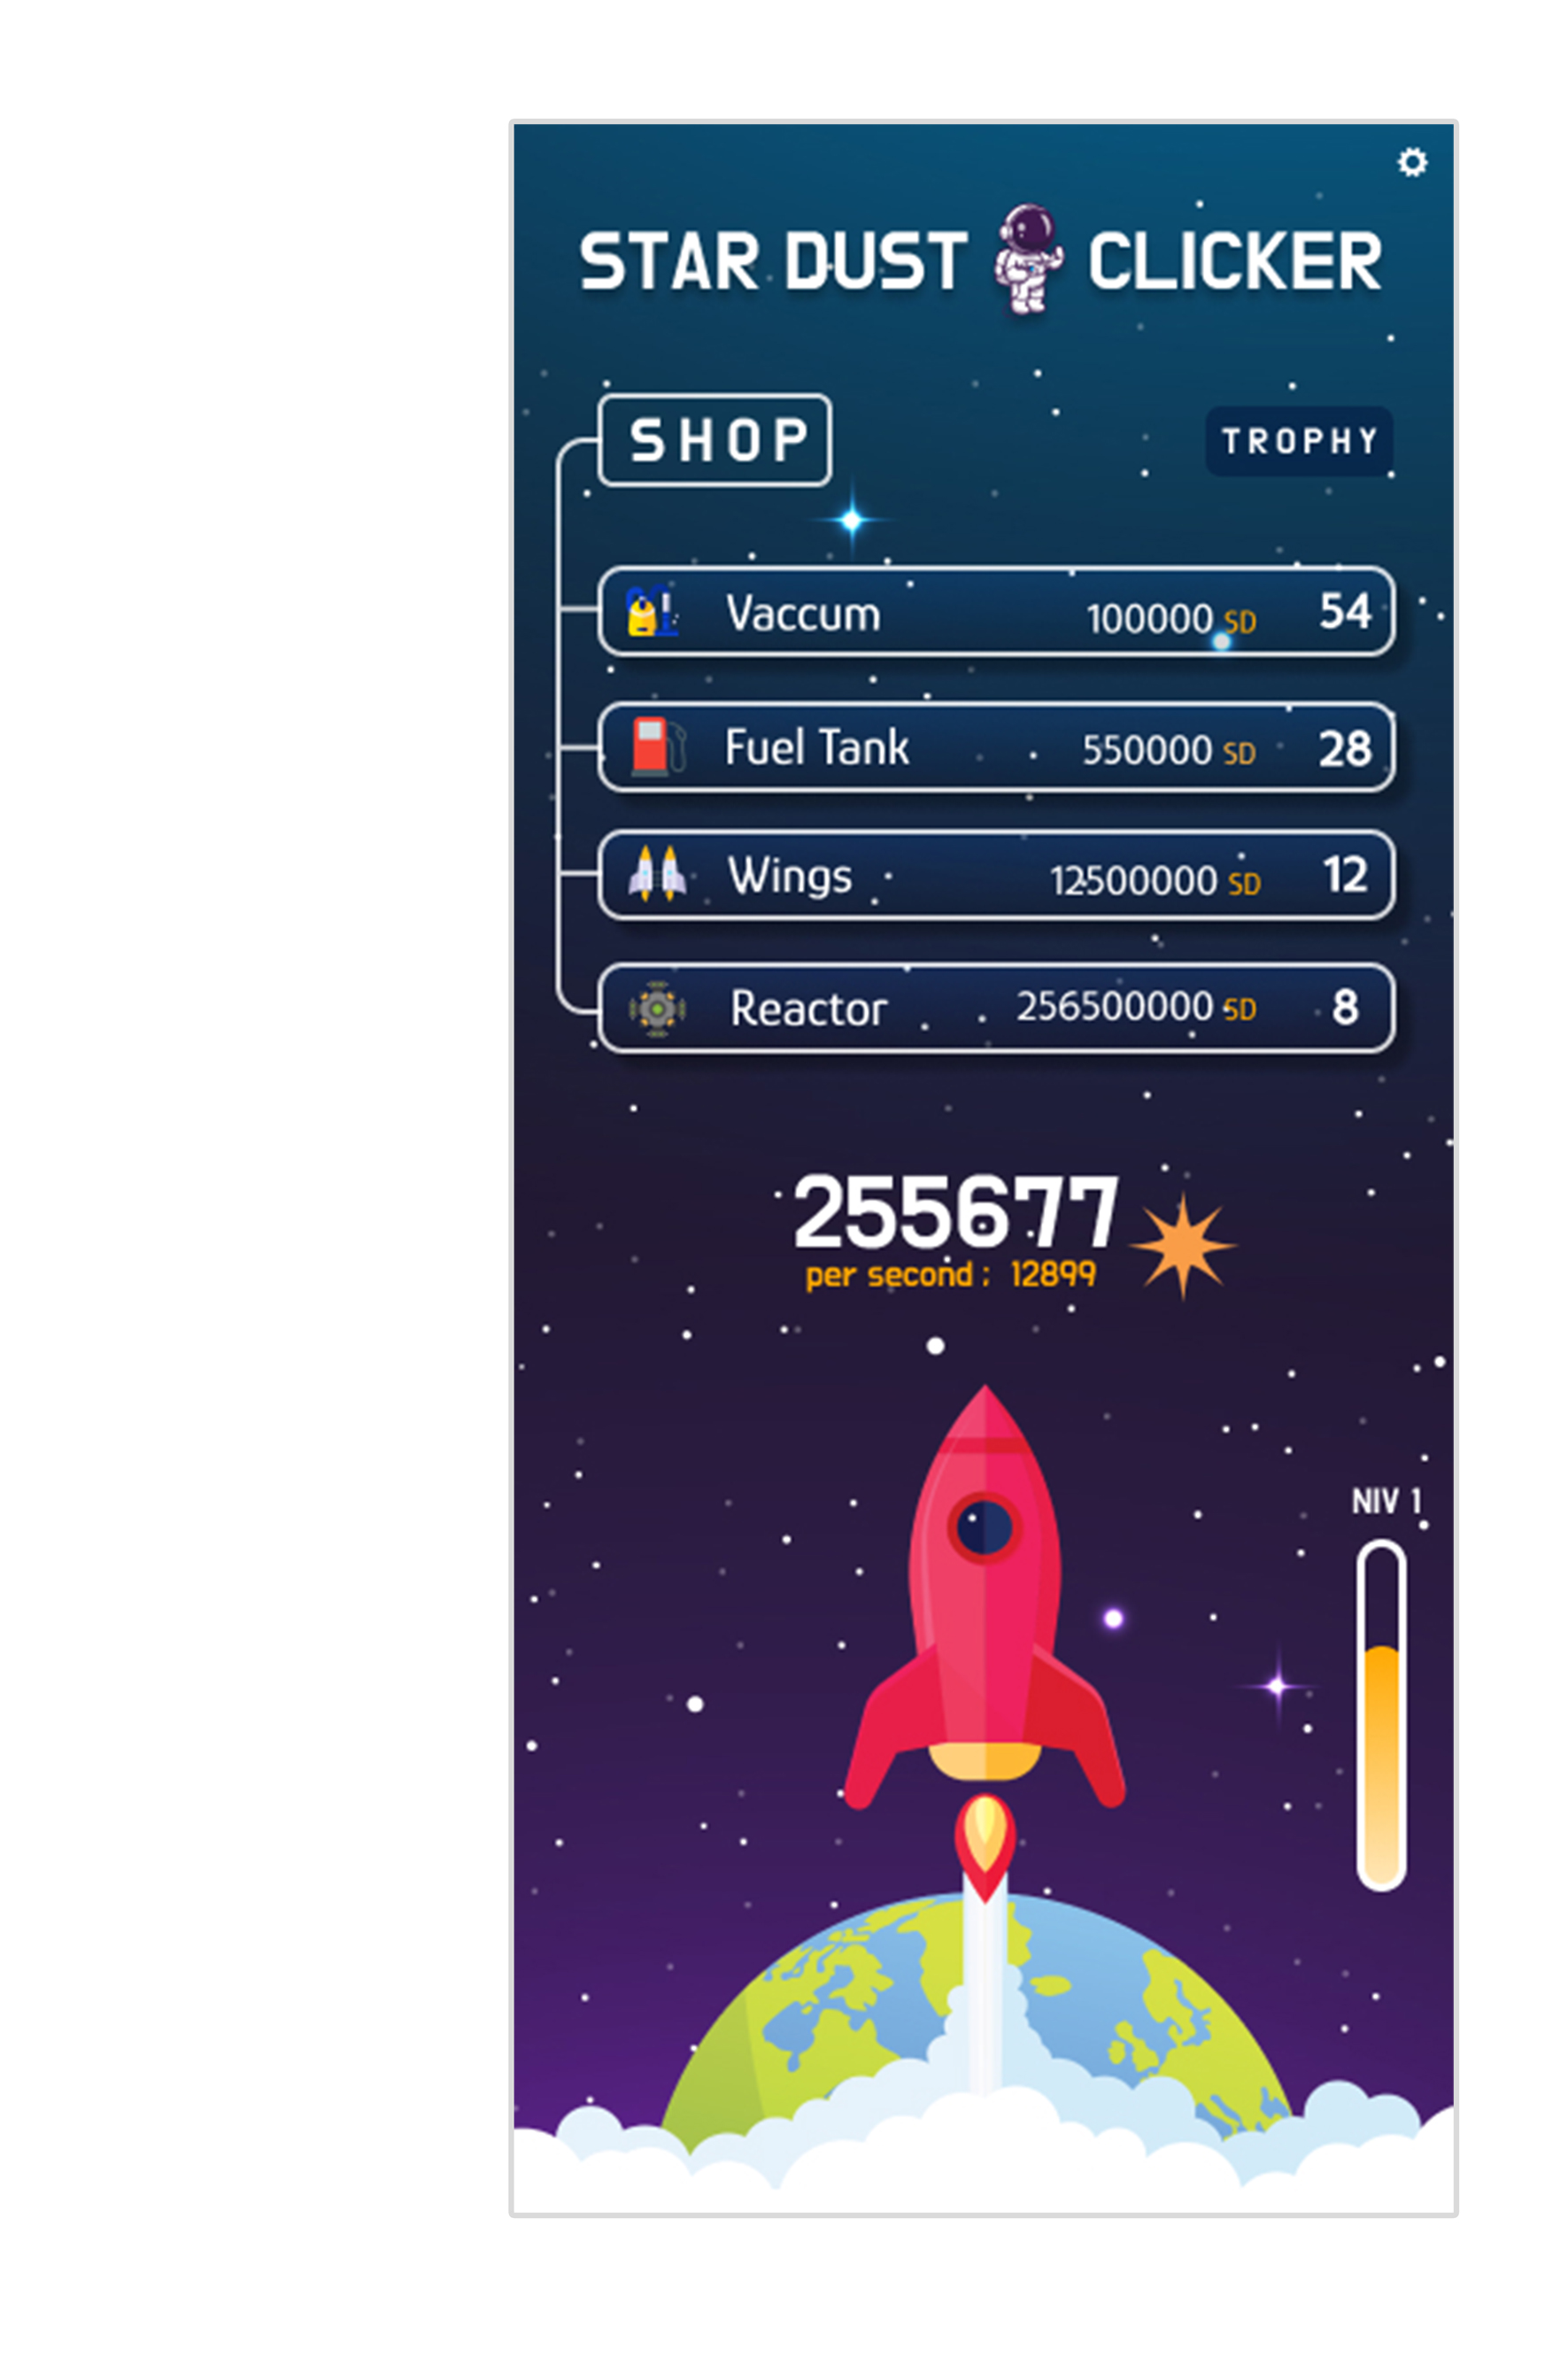 STAR DUST CLICKER
SHOP
TROPHY
Vaccum 100000 SD 54
Fuel Tank 550000 SD 28
Wings 12500000 SD 12
Reactor 256500000 SD 8
255677
per second : 12899
NIV 1